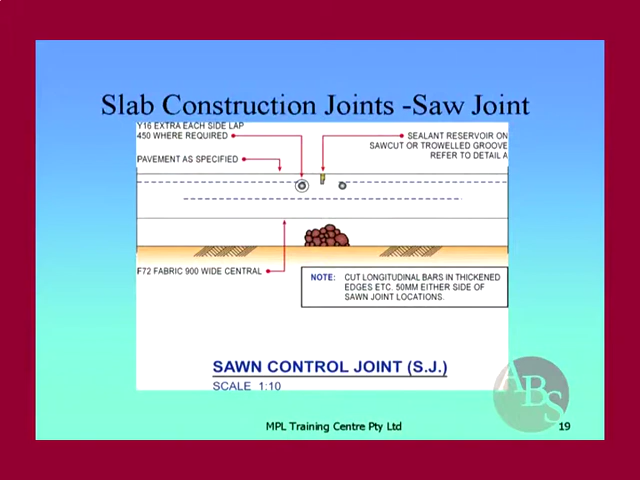 Slab Construction Joints -Saw Joint
Y16 EXTRA EACH SIDE LAP
450 WHERE REQUIRED
SEALANT RESERVOIR ON
SAWCUT OR TROWELLED GROOVE
REFER TO DETAIL A
PAVEMENT AS SPECIFIED
F72 FABRIC 900 WIDE CENTRAL
NOTE: CUT LONGITUDINAL BARS IN THICKENED
EDGES ETC. 50MM EITHER SIDE OF
SAWN JOINT LOCATIONS.
SAWN CONTROL JOINT (S.J.)
SCALE 1:10
ABS
MPL Training Centre Pty Ltd
19